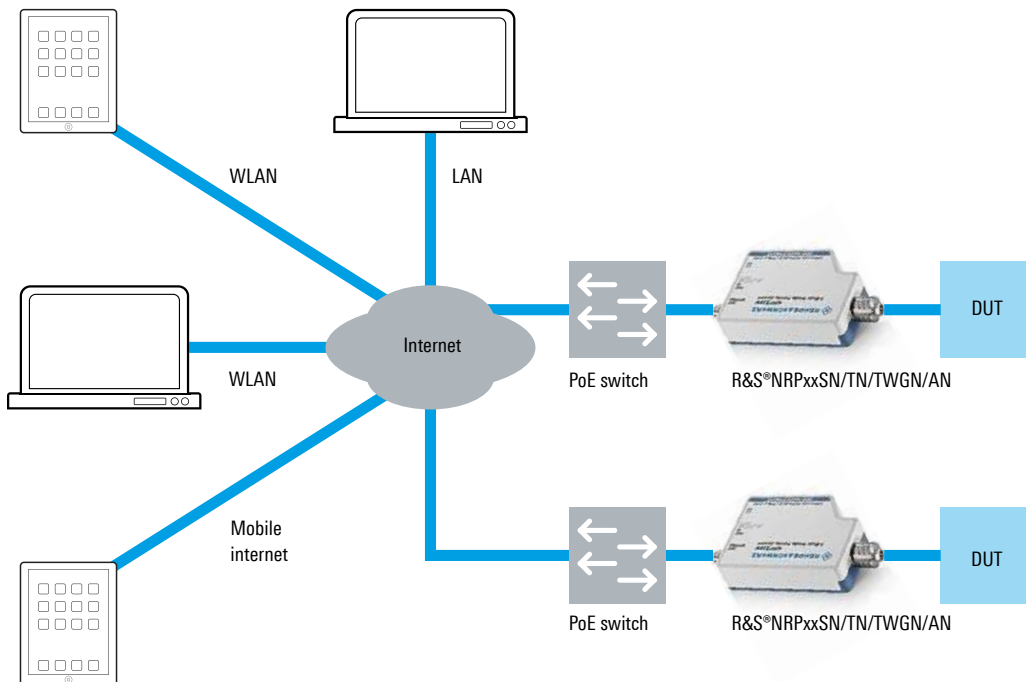 WLAN
LAN
Internet
WLAN
DUT
PoE switch
R&S®NRPxxSN/TN/TWGN/AN
Mobile
internet
DUT
PoE switch
R&S®NRPxxSN/TN/TWGN/AN